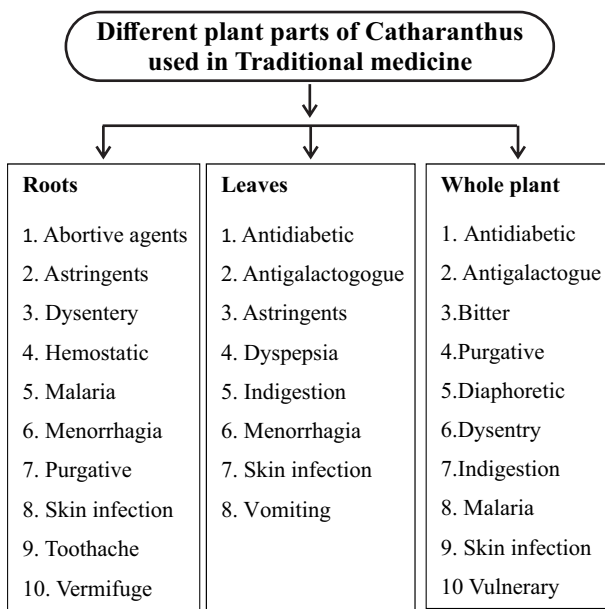 Different plant parts of Catharanthus
used in Traditional medicine
Roots
1. Abortive agents
2. Astringents
3. Dysentery
4. Hemostatic
5. Malaria
6. Menorrhagia
7. Purgative
8. Skin infection
9. Toothache
10. Vermifuge
Leaves
1. Antidiabetic
2. Antigalactogogue
3. Astringents
4. Dyspepsia
5. Indigestion
6. Menorrhagia
7. Skin infection
8. Vomiting
Whole plant
1. Antidiabetic
2. Antigalactogue
3.Bitter
4.Purgative
5.Diaphoretic
6.Dysentry
7.Indigestion
8. Malaria
9. Skin infection
10 Vulnerary